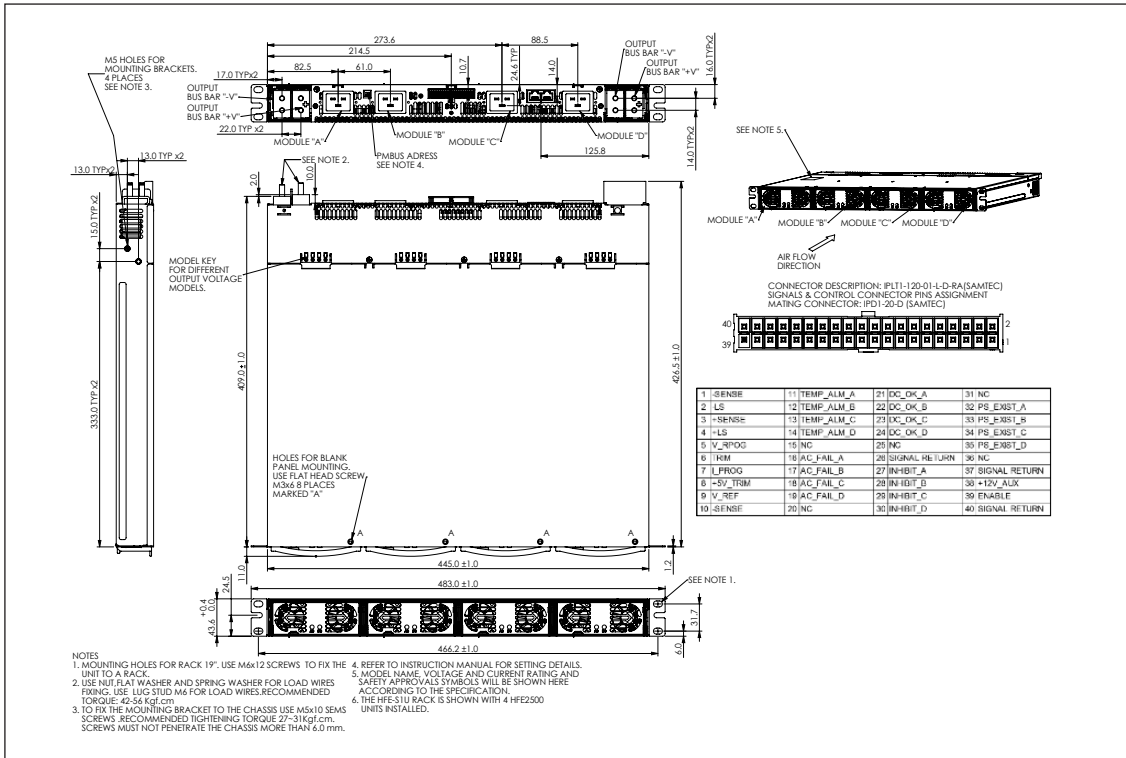 273.6
88.5
214.5
82.5
61.0
10.7
24.6 TYP
14.0
16.0 TYPx2
14.0 TYPx2
M5 HOLES FOR
MOUNTING BRACKETS.
4 PLACES
SEE NOTE 3.
17.0 TYPx2
OUTPUT
BUS BAR "-V"
OUTPUT
BUS BAR "+V"
22.0 TYP x2
OUTPUT
BUS BAR "-V"
OUTPUT
BUS BAR "+V"
MODULE "A"
MODULE "B"
MODULE "C"
MODULE "D"
PMBUS ADRESS
SEE NOTE 4.
125.8
13.0 TYP x2
13.0 TYPx2
15.0 TYP x2
333.0 TYP x2
SEE NOTE 2.
2.0
10.0
MODEL KEY
FOR DIFFERENT
OUTPUT VOLTAGE
MODELS.
409.0 ±1.0
426.5 ±1.0
HOLES FOR BLANK
PANEL MOUNTING.
USE FLAT HEAD SCREW
M3x6 8 PLACES
MARKED "A"
A
A
A
A
11.0
1.2
445.0 ±1.0
483.0 ±1.0
24.5
43.6 +0.4 0.0
466.2 ±1.0
31.7
6.0
SEE NOTE 1.
SEE NOTE 5.
MODULE "A"
MODULE "B"
MODULE "C"
MODULE "D"
AIR FLOW
DIRECTION
CONNECTOR DESCRIPTION: IPLT1-120-01-L-D-RA(SAMTEC)
SIGNALS & CONTROL CONNECTOR PINS ASSIGNMENT
MATING CONNECTOR: IPD1-20-D (SAMTEC)
40 2
39 1
1 -SENSE 11 TEMP_ALM_A 21 DC_OK_A 31 NC
2 -LS 12 TEMP_ALM_B 22 DC_OK_B 32 PS_EXIST_A
3 +SENSE 13 TEMP_ALM_C 23 DC_OK_C 33 PS_EXIST_B
4 +LS 14 TEMP_ALM_D 24 DC_OK_D 34 PS_EXIST_C
5 V_RPOG 15 NC 25 NC 35 PS_EXIST_D
6 TRIM 16 AC_FAIL_A 26 SIGNAL RETURN 36 NC
7 I_PROG 17 AC_FAIL_B 27 INHIBIT_A 37 SIGNAL RETURN
8 +5V_TRIM 18 AC_FAIL_C 28 INHIBIT_B 38 +12V_AUX
9 V_REF 19 AC_FAIL_D 29 INHIBIT_C 39 ENABLE
10 -SENSE 20 NC 30 INHIBIT_D 40 SIGNAL RETURN
NOTES
1. MOUNTING HOLES FOR RACK 19". USE M6x12 SCREWS TO FIX THE
UNIT TO A RACK.
2. USE NUT,FLAT WASHER AND SPRING WASHER FOR LOAD WIRES
FIXING. USE LUG STUD M6 FOR LOAD WIRES.RECOMMENDED
TORQUE: 42-56 Kgf.cm
3. TO FIX THE MOUNTING BRACKET TO THE CHASSIS USE M5x10 SEMS
SCREWS .RECOMMENDED TIGHTENING TORQUE 27~31Kgf.cm.
SCREWS MUST NOT PENETRATE THE CHASSIS MORE THAN 6.0 mm.
4. REFER TO INSTRUCTION MANUAL FOR SETTING DETAILS.
5. MODEL NAME, VOLTAGE AND CURRENT RATING AND
SAFETY APPROVALS SYMBOLS WILL BE SHOWN HERE
ACCORDING TO THE SPECIFICATION.
6. THE HFE-S1U RACK IS SHOWN WITH 4 HFE2500
UNITS INSTALLED.